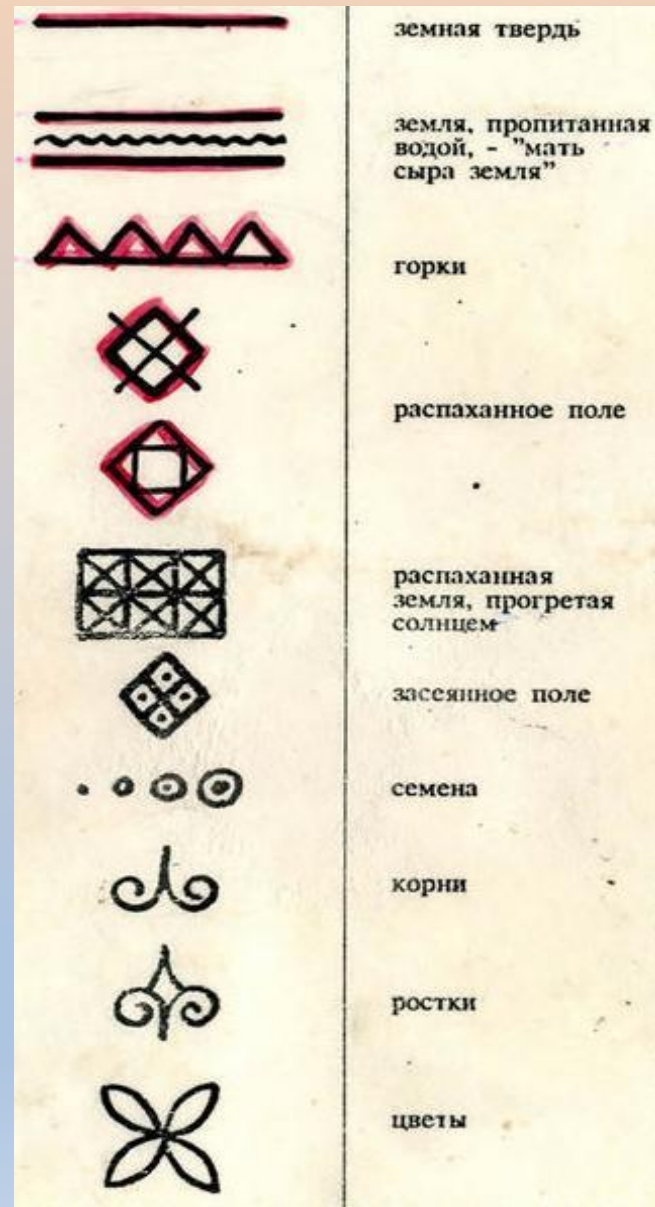 земная твердь
земля, пропитанная
водой, - "мать
сыра земля"
горки
распаханное поле
распаханная
земля, прогретая
солнцем
засеянное поле
семена
корни
ростки
цветы